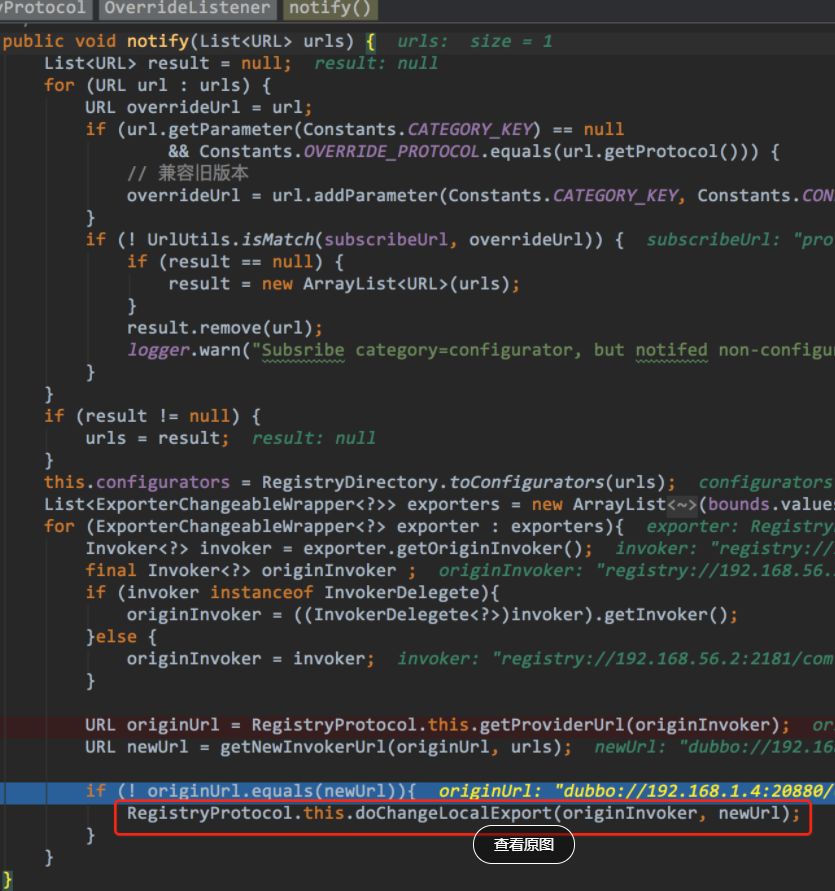 yProtocol OverrideListener notify()
public void notify(List<URL> urls) { urls: size = 1
List<URL> result = null; result: null
for (URL url : urls) {
URL overrideUrl = url;
if (url.getParameter(Constants.CATEGORY_KEY) == null
&& Constants.OVERRIDE_PROTOCOL.equals(url.getProtocol())) {
// 兼容旧版本
overrideUrl = url.addParameter(Constants.CATEGORY_KEY, Constants.CON
}
if (! UrlUtils.isMatch(subscribeUrl, overrideUrl)) { subscribeUrl: "pro
if (result == null) {
result = new ArrayList<URL>(urls);
}
result.remove(url);
logger.warn("Subsribe category=configurator, but notifed non-configu
}
}
if (result != null) {
urls = result; result: null
}
this.configurators = RegistryDirectory.toConfigurators(urls); configurators
List<ExporterChangeableWrapper<?>> exporters = new ArrayList<~>(bounds.values
for (ExporterChangeableWrapper<?> exporter : exporters){ exporter: Registry
Invoker<?> invoker = exporter.getOriginInvoker(); invoker: "registry://
final Invoker<?> originInvoker ; originInvoker: "registry://192.168.56.
if (invoker instanceof InvokerDelegete){
originInvoker = ((InvokerDelegete<?>)invoker).getInvoker();
}else {
originInvoker = invoker; invoker: "registry://192.168.56.2:2181/com
}
URL originUrl = RegistryProtocol.this.getProviderUrl(originInvoker); or
URL newUrl = getNewInvokerUrl(originUrl, urls); newUrl: "dubbo://192.16
if (! originUrl.equals(newUrl)){ originUrl: "dubbo://192.168.1.4:20880/
RegistryProtocol.this.doChangeLocalExport(originInvoker, newUrl);
}
查看原图
}
}